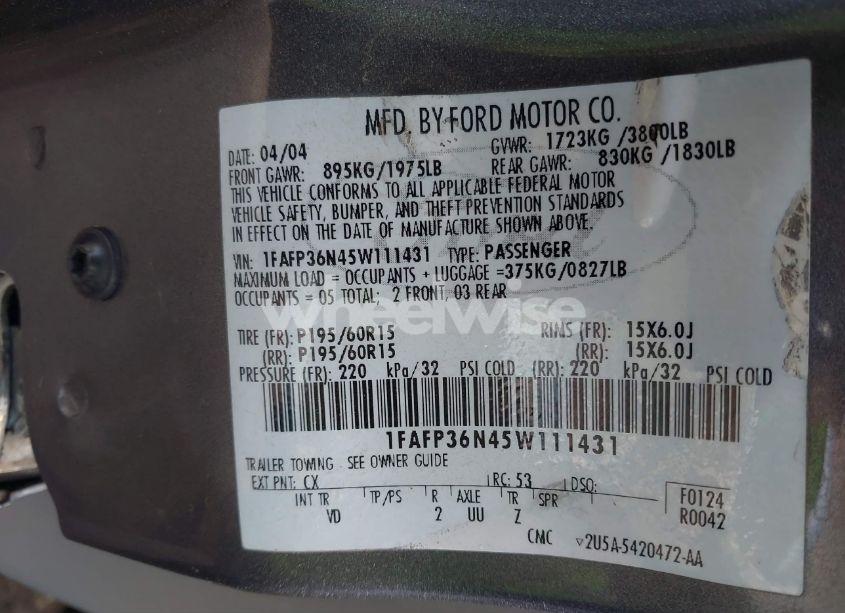 MFD. BY FORD MOTOR CO.
DATE: 04/04 GVWR: 1723KG /3800LB
FRONT GAWR: 895KG/1975LB REAR GAWR: 830KG /1830LB
THIS VEHICLE CONFORMS TO ALL APPLICABLE FEDERAL MOTOR
VEHICLE SAFETY, BUMPER, AND THEFT PREVENTION STANDARDS
IN EFFECT ON THE DATE OF MANUFACTURE SHOWN ABOVE.
VIN: 1FAFP36N45W111431 TYPE: PASSENGER
MAXIMUM LOAD = OCCUPANTS + LUGGAGE =375KG/0827LB
OCCUPANTS = 05 TOTAL; 2 FRONT, 03 REAR
wheelwise
TIRE (FR): P195/60R15 RIMS (FR): 15X6.0J
(RR): P195/60R15 (RR): 15X6.0J
PRESSURE (FR): 220 kPa/32 PSI COLD (RR): 220 kPa/32 PSI COLD
1FAFP36N45W111431
TRAILER TOWING - SEE OWNER GUIDE
EXT PNT: CX RC: 53 DSO: F0124
INT TR TP/PS R AXLE TR SPR R0042
VD 2 UU Z
CMC ▽2U5A-5420472-AA